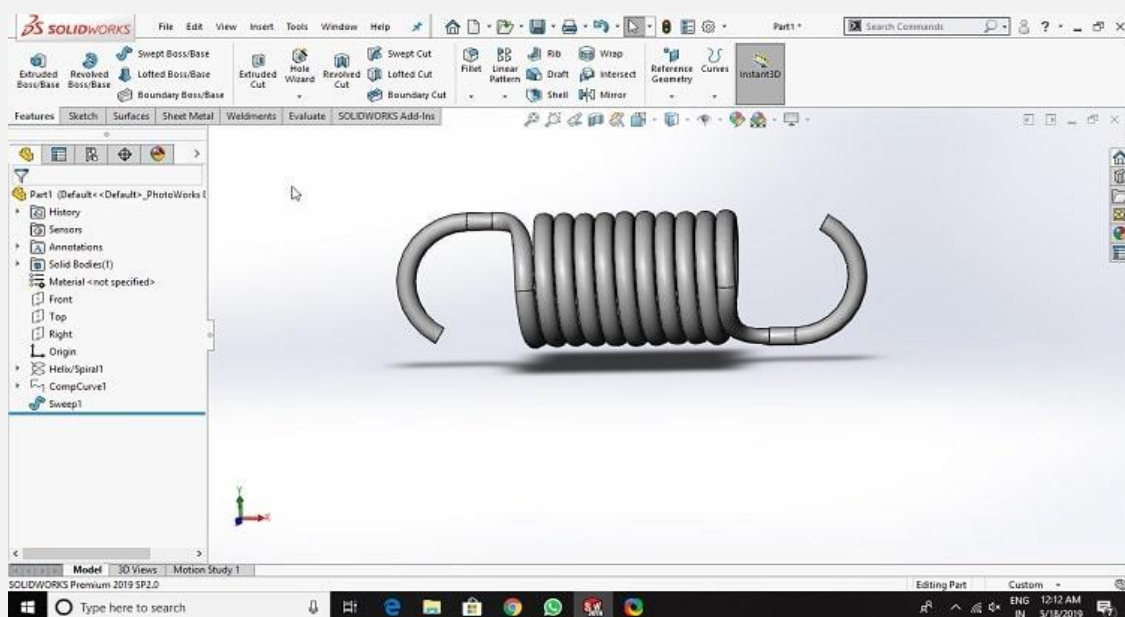 SOLIDWORKS File Edit View Insert Tools Window Help Part1 * Search Commands ?
Extruded Boss/Base
Revolved Boss/Base
Swept Boss/Base
Lofted Boss/Base
Boundary Boss/Base
Extruded Cut
Hole Wizard
Revolved Cut
Swept Cut
Lofted Cut
Boundary Cut
Fillet
Linear Pattern
Rib
Draft
Shell
Wrap
Intersect
Mirror
Reference Geometry
Curves
Instant3D
Features Sketch Surfaces Sheet Metal Weldments Evaluate SOLIDWORKS Add-Ins
Part1 (Default<<Default>_PhotoWorks
History
Sensors
Annotations
Solid Bodies(1)
Material <not specified>
Front
Top
Right
Origin
Helix/Spiral1
CompCurve1
Sweep1
Y
X
Model 3D Views Motion Study 1
SOLIDWORKS Premium 2019 SP2.0 Editing Part Custom
Type here to search
ENG 12:12 AM
IN 5/18/2019